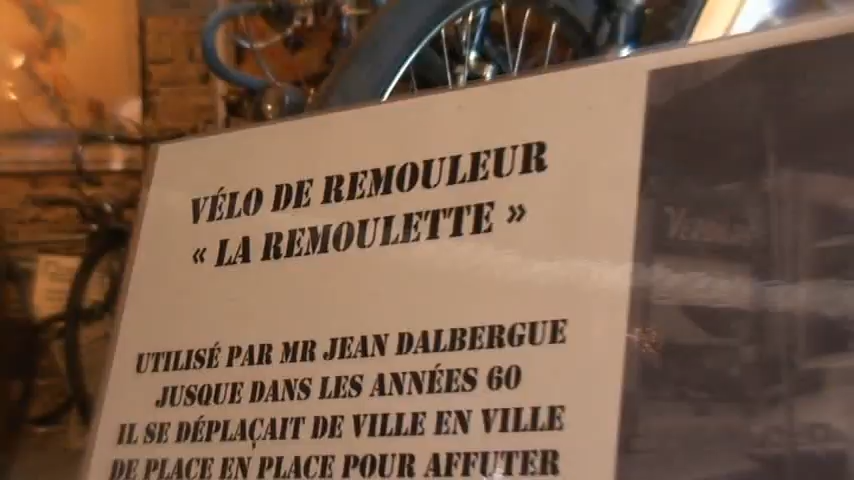 VÉLO DE REMOULEUR
« LA REMOULETTE »
UTILISÉ PAR MR JEAN DALBERGUE
JUSQUE DANS LES ANNÉES 60
IL SE DÉPLAÇAIT DE VILLE EN VILLE
DE PLACE EN PLACE POUR AFFUTER